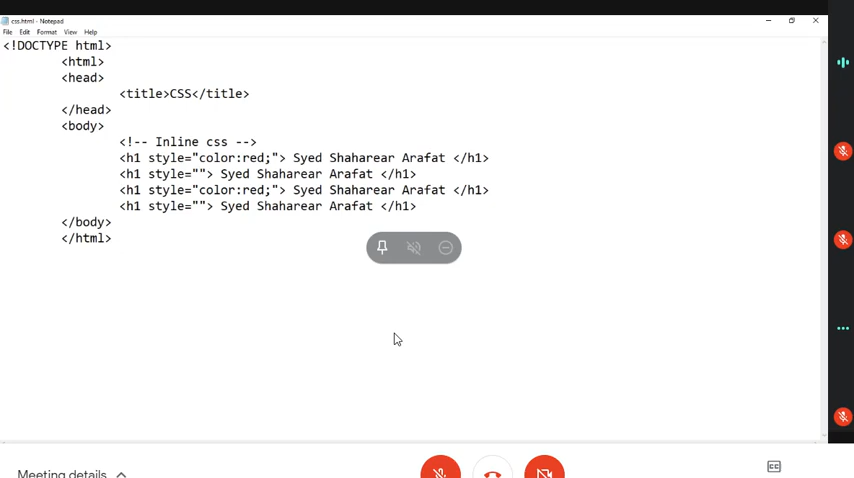 css.html - Notepad
File Edit Format View Help
<!DOCTYPE html>
<html>
<head>
<title>CSS</title>
</head>
<body>
<!-- Inline css -->
<h1 style="color:red;"> Syed Shaharear Arafat </h1>
<h1 style=""> Syed Shaharear Arafat </h1>
<h1 style="color:red;"> Syed Shaharear Arafat </h1>
<h1 style=""> Syed Shaharear Arafat </h1>
</body>
</html>
Meeting details
CC